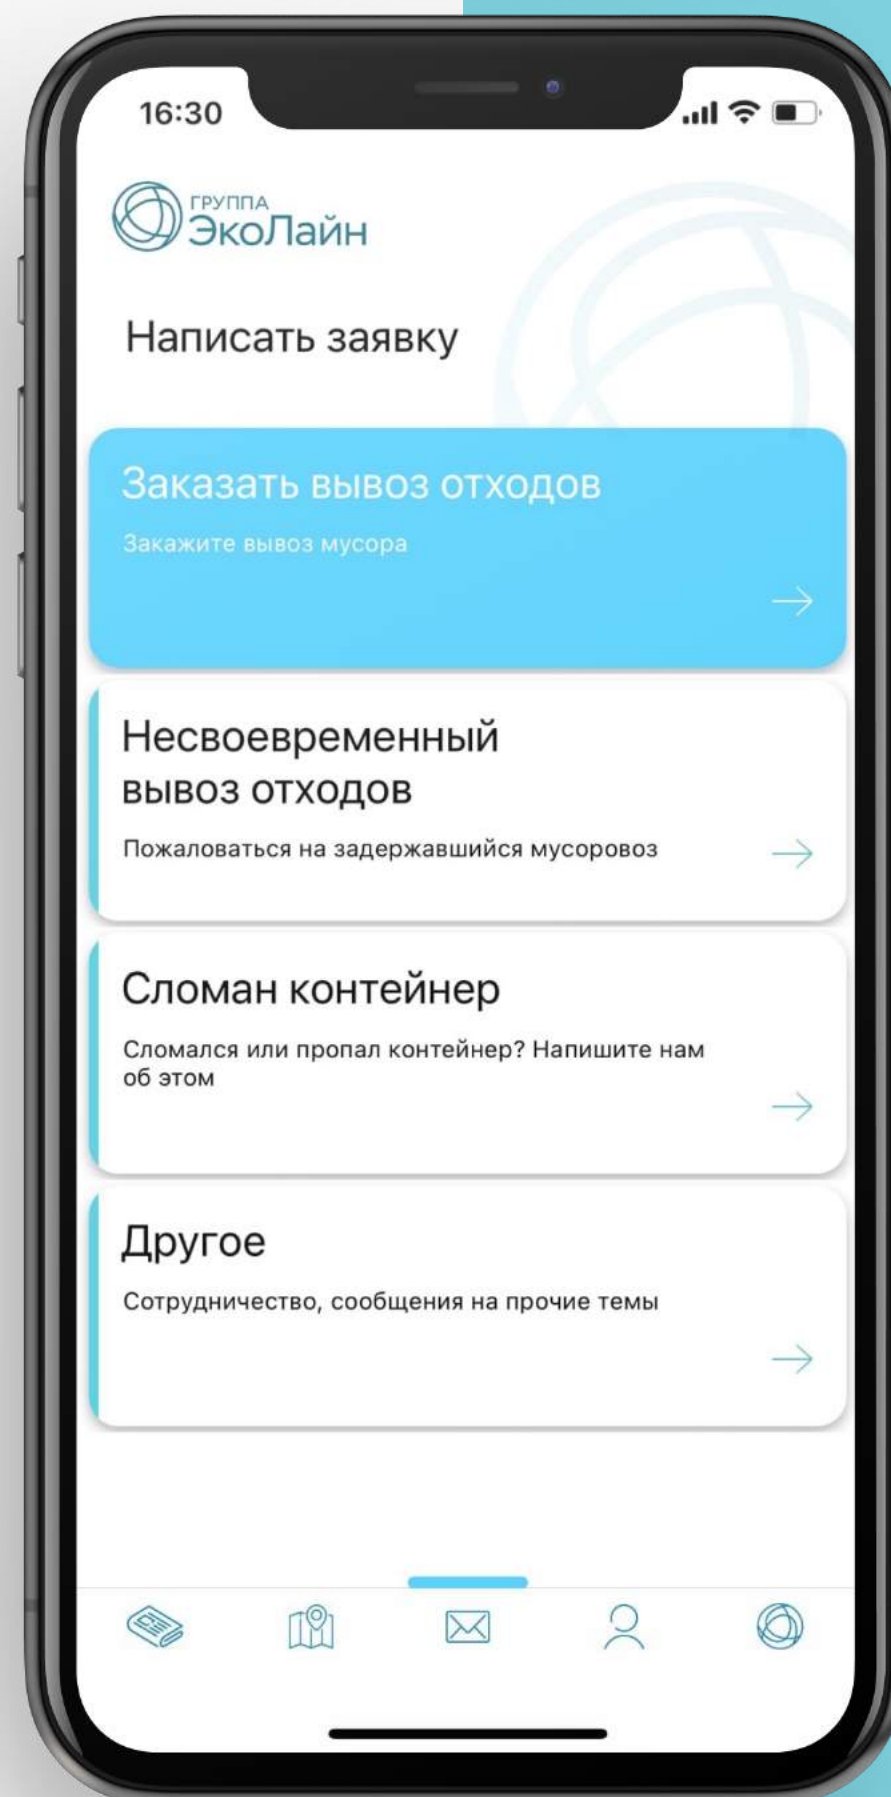 16:30
ГРУППА
ЭкоЛайн
Написать заявку
Заказать вывоз отходов
Закажите вывоз мусора
Несвоевременный
вывоз отходов
Пожаловаться на задержавшийся мусоровоз
Сломан контейнер
Сломался или пропал контейнер? Напишите нам
об этом
Другое
Сотрудничество, сообщения на прочие темы